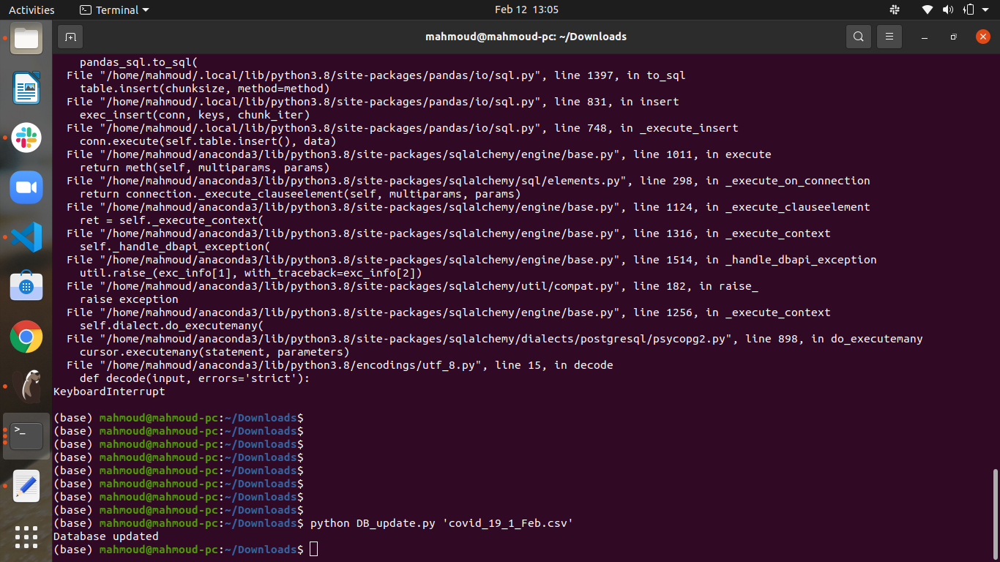 Activities
Terminal
Feb 12 13:05
mahmoud@mahmoud-pc: ~/Downloads
pandas_sql.to_sql(
File "/home/mahmoud/.local/lib/python3.8/site-packages/pandas/io/sql.py", line 1397, in to_sql
table.insert(chunksize, method=method)
File "/home/mahmoud/.local/lib/python3.8/site-packages/pandas/io/sql.py", line 831, in insert
exec_insert(conn, keys, chunk_iter)
File "/home/mahmoud/.local/lib/python3.8/site-packages/pandas/io/sql.py", line 748, in _execute_insert
conn.execute(self.table.insert(), data)
File "/home/mahmoud/anaconda3/lib/python3.8/site-packages/sqlalchemy/engine/base.py", line 1011, in execute
return meth(self, multiparams, params)
File "/home/mahmoud/anaconda3/lib/python3.8/site-packages/sqlalchemy/sql/elements.py", line 298, in _execute_on_connection
return connection._execute_clauseelement(self, multiparams, params)
File "/home/mahmoud/anaconda3/lib/python3.8/site-packages/sqlalchemy/engine/base.py", line 1124, in _execute_clauseelement
ret = self._execute_context(
File "/home/mahmoud/anaconda3/lib/python3.8/site-packages/sqlalchemy/engine/base.py", line 1316, in _execute_context
self._handle_dbapi_exception(
File "/home/mahmoud/anaconda3/lib/python3.8/site-packages/sqlalchemy/engine/base.py", line 1514, in _handle_dbapi_exception
util.raise_(exc_info[1], with_traceback=exc_info[2])
File "/home/mahmoud/anaconda3/lib/python3.8/site-packages/sqlalchemy/util/compat.py", line 182, in raise_
raise exception
File "/home/mahmoud/anaconda3/lib/python3.8/site-packages/sqlalchemy/engine/base.py", line 1256, in _execute_context
self.dialect.do_executemany(
File "/home/mahmoud/anaconda3/lib/python3.8/site-packages/sqlalchemy/dialects/postgresql/psycopg2.py", line 898, in do_executemany
cursor.executemany(statement, parameters)
File "/home/mahmoud/anaconda3/lib/python3.8/encodings/utf_8.py", line 15, in decode
def decode(input, errors='strict'):
KeyboardInterrupt
(base) mahmoud@mahmoud-pc:~/Downloads$
(base) mahmoud@mahmoud-pc:~/Downloads$
(base) mahmoud@mahmoud-pc:~/Downloads$
(base) mahmoud@mahmoud-pc:~/Downloads$
(base) mahmoud@mahmoud-pc:~/Downloads$
(base) mahmoud@mahmoud-pc:~/Downloads$
(base) mahmoud@mahmoud-pc:~/Downloads$
(base) mahmoud@mahmoud-pc:~/Downloads$
(base) mahmoud@mahmoud-pc:~/Downloads$ python DB_update.py 'covid_19_1_Feb.csv'
Database updated
(base) mahmoud@mahmoud-pc:~/Downloads$